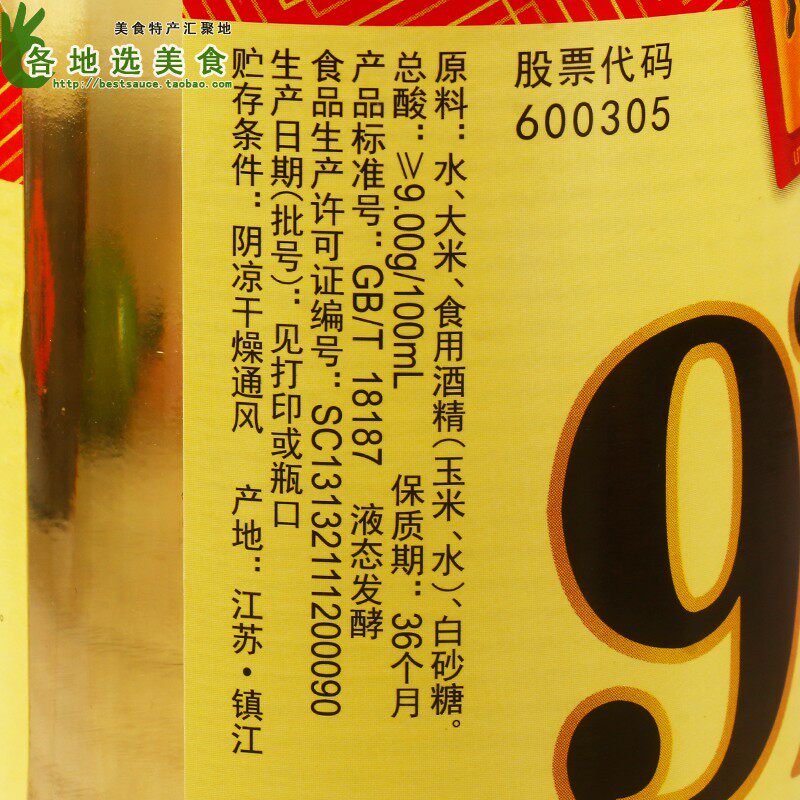 美食特产汇聚地
各地选美食
http://bestsauce.taobao.com
股票代码
600305
原料：水、大米、食用酒精(玉米、水)、白砂糖。
总酸：≥9.00g/100mL 保质期：36个月
产品标准号：GB/T 18187 液态发酵
食品生产许可证编号：SC13132111200090
生产日期(批号)：见打印或瓶口
贮存条件：阴凉干燥通风 产地：江苏·镇江
9